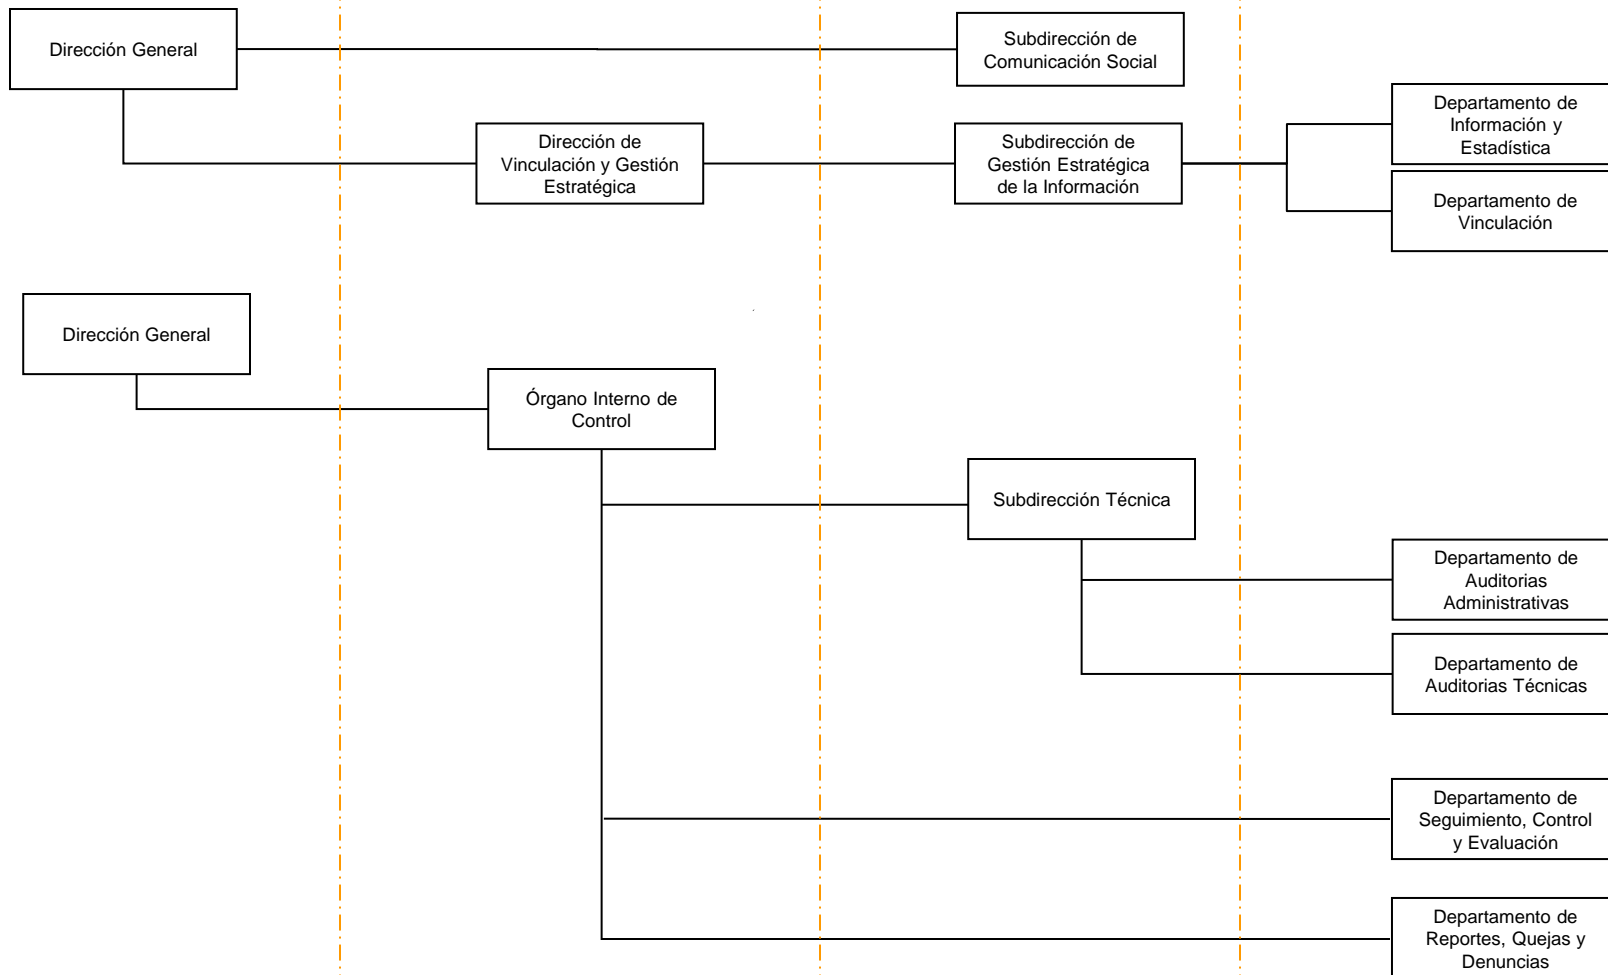 Dirección General
Subdirección de
Comunicación Social
Departamento de
Información y
Estadística
Dirección de
Vinculación y Gestión
Estratégica
Subdirección de
Gestión Estratégica
de la Información
Departamento de
Vinculación
Dirección General
Órgano Interno de
Control
Subdirección Técnica
Departamento de
Auditorias
Administrativas
Departamento de
Auditorias Técnicas
Departamento de
Seguimiento, Control
y Evaluación
Departamento de
Reportes, Quejas y
Denuncias